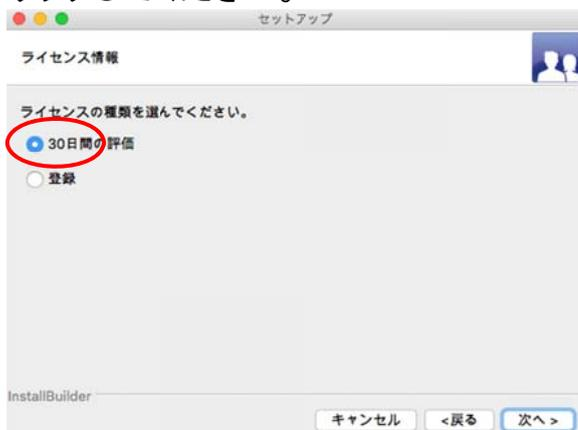 セットアップ
ライセンス情報
ライセンスの種類を選んでください。
30日間の評価
登録
InstallBuilder
キャンセル
<戻る
次へ >